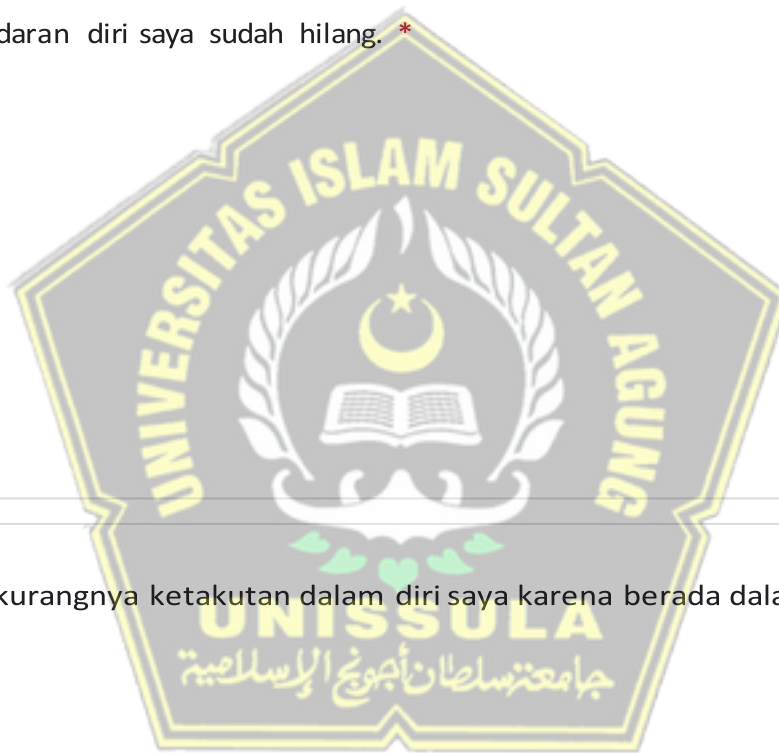 daran diri saya sudah hilang. *
UNIVERSITAS ISLAM SULTAN AGUNG
kurangnya ketakutan dalam diri saya karena berada dala
UNISSULA
جامعة سلطان أجونج الإسلامية